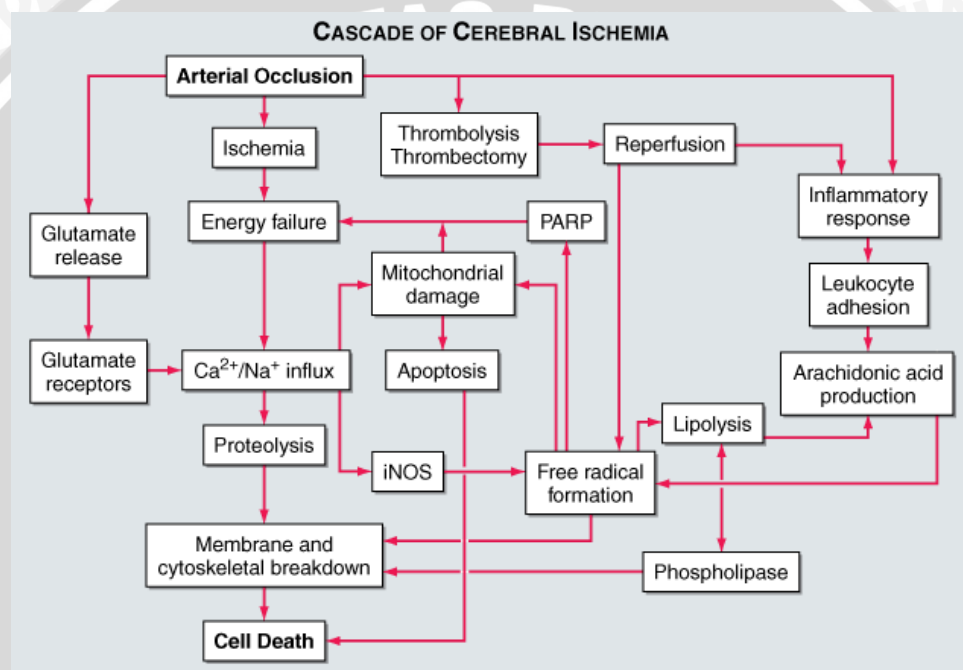 CASCADE OF CEREBRAL ISCHEMIA
Arterial Occlusion
Ischemia
Thrombolysis
Thrombectomy
Reperfusion
Inflammatory
response
Energy failure
PARP
Glutamate
release
Mitochondrial
damage
Leukocyte
adhesion
Glutamate
receptors
Ca²⁺/Na⁺ influx
Apoptosis
Arachidonic acid
production
Proteolysis
Lipolysis
iNOS
Free radical
formation
Membrane and
cytoskeletal breakdown
Phospholipase
Cell Death